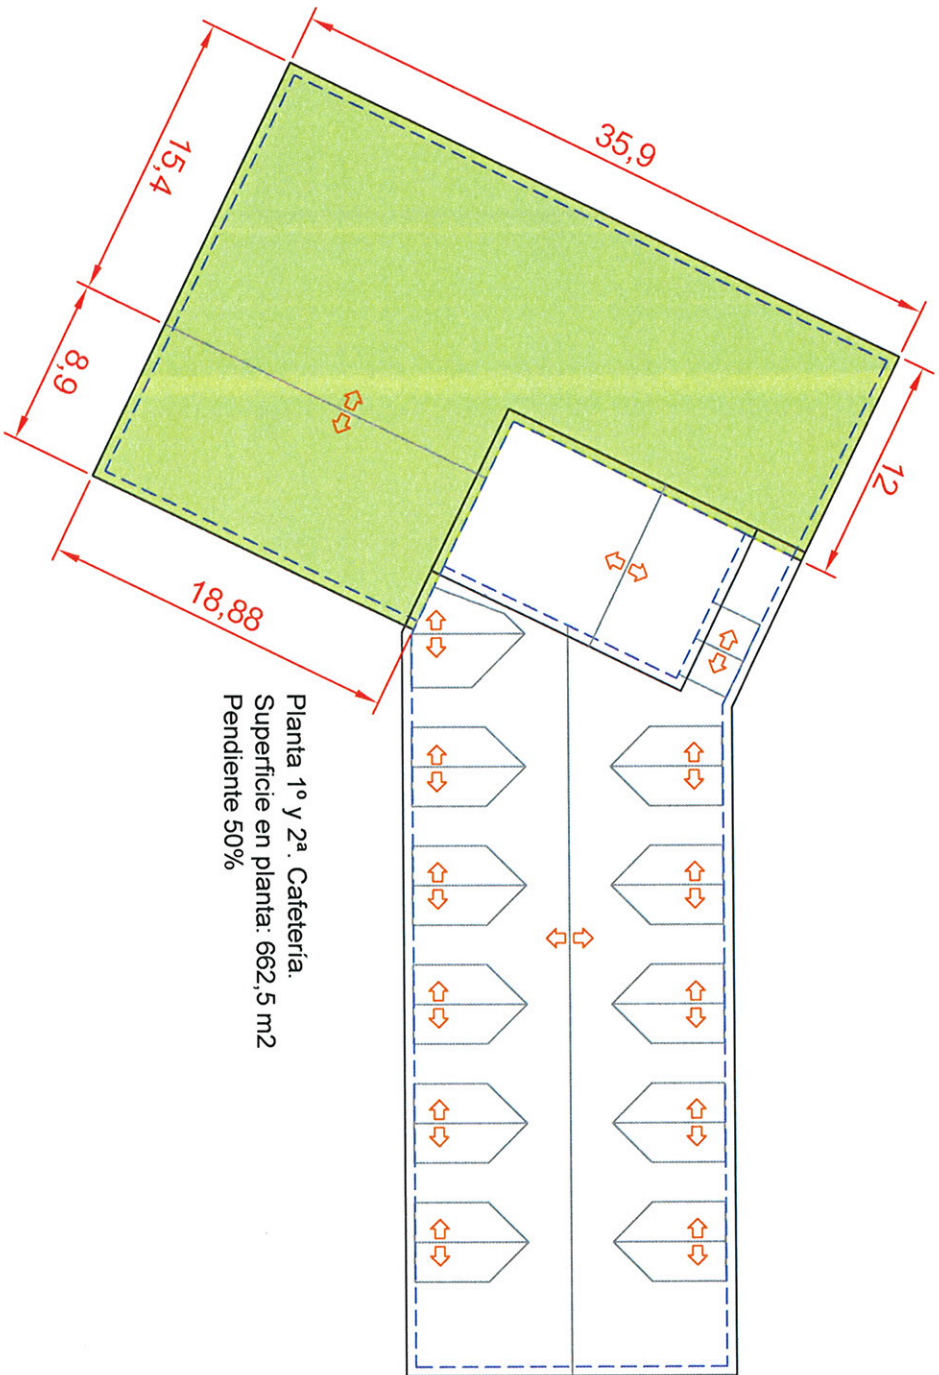 35,9
15,4
8,9
12
18,88
Planta 1º y 2ª. Cafetería.
Superficie en planta: 662,5 m2
Pendiente 50%